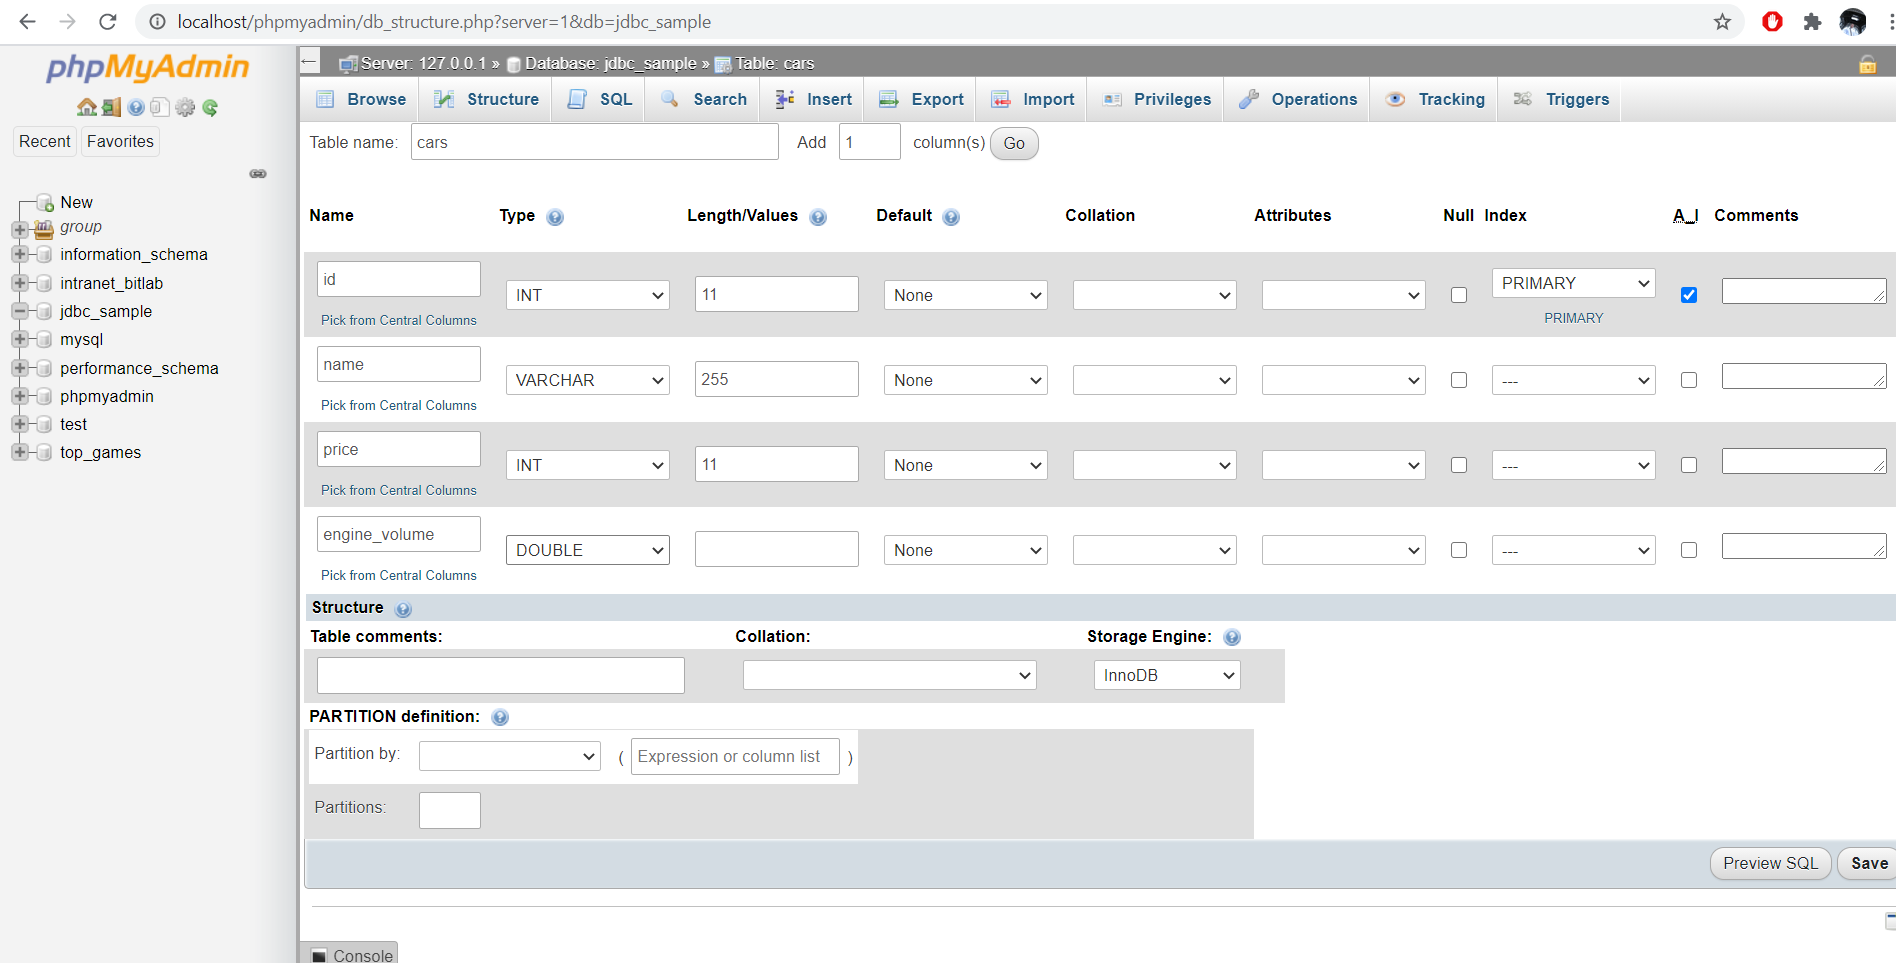 localhost/phpmyadmin/db_structure.php?server=1&db=jdbc_sample
phpMyAdmin
Recent
Favorites
New
group
information_schema
intranet_bitlab
jdbc_sample
mysql
performance_schema
phpmyadmin
test
top_games
Server: 127.0.0.1 » Database: jdbc_sample » Table: cars
Browse Structure SQL Search Insert Export Import Privileges Operations Tracking Triggers
Table name: cars Add 1 column(s) Go
Name Type Length/Values Default Collation Attributes Null Index A_I Comments
id INT 11 None PRIMARY
Pick from Central Columns PRIMARY
name VARCHAR 255 None ---
Pick from Central Columns
price INT 11 None ---
Pick from Central Columns
engine_volume DOUBLE None ---
Pick from Central Columns
Structure
Table comments: Collation: Storage Engine:
InnoDB
PARTITION definition:
Partition by: ( Expression or column list )
Partitions:
Preview SQL Save
Console